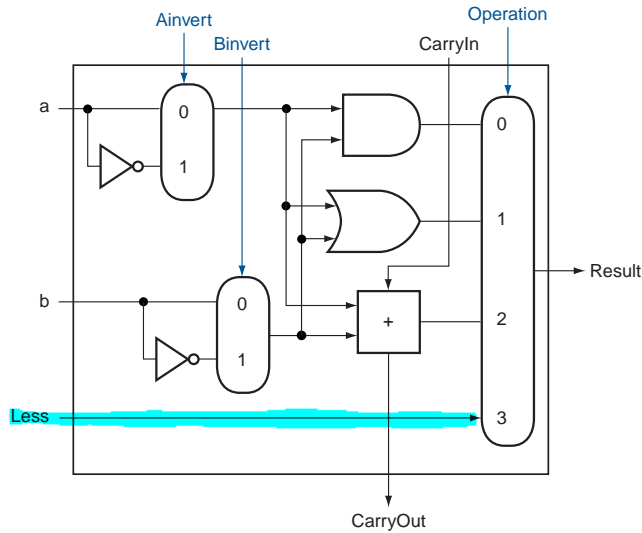 Ainvert
Binvert
CarryIn
Operation
a
0
1
0
1
b
0
1
+
2
Less
3
Result
CarryOut